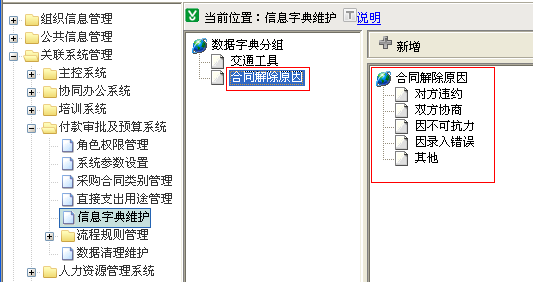 组织信息管理
公共信息管理
关联系统管理
主控系统
协同办公系统
培训系统
付款审批及预算系统
角色权限管理
系统参数设置
采购合同类别管理
直接支出用途管理
信息字典维护
流程规则管理
数据清理维护
人力资源管理系统
当前位置：信息字典维护 说明
数据字典分组
交通工具
合同解除原因
新增
合同解除原因
对方违约
双方协商
因不可抗力
因录入错误
其他